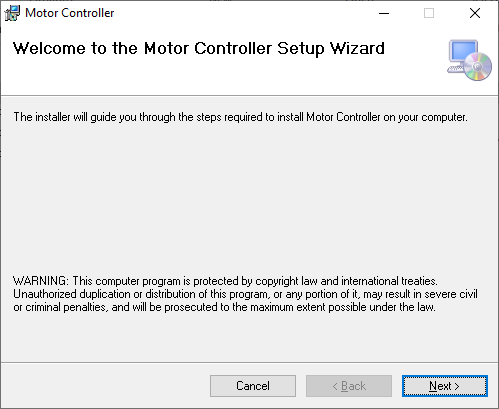 Motor Controller
Welcome to the Motor Controller Setup Wizard
The installer will guide you through the steps required to install Motor Controller on your computer.
WARNING: This computer program is protected by copyright law and international treaties.
Unauthorized duplication or distribution of this program, or any portion of it, may result in severe civil
or criminal penalties, and will be prosecuted to the maximum extent possible under the law.
Cancel
< Back
Next >